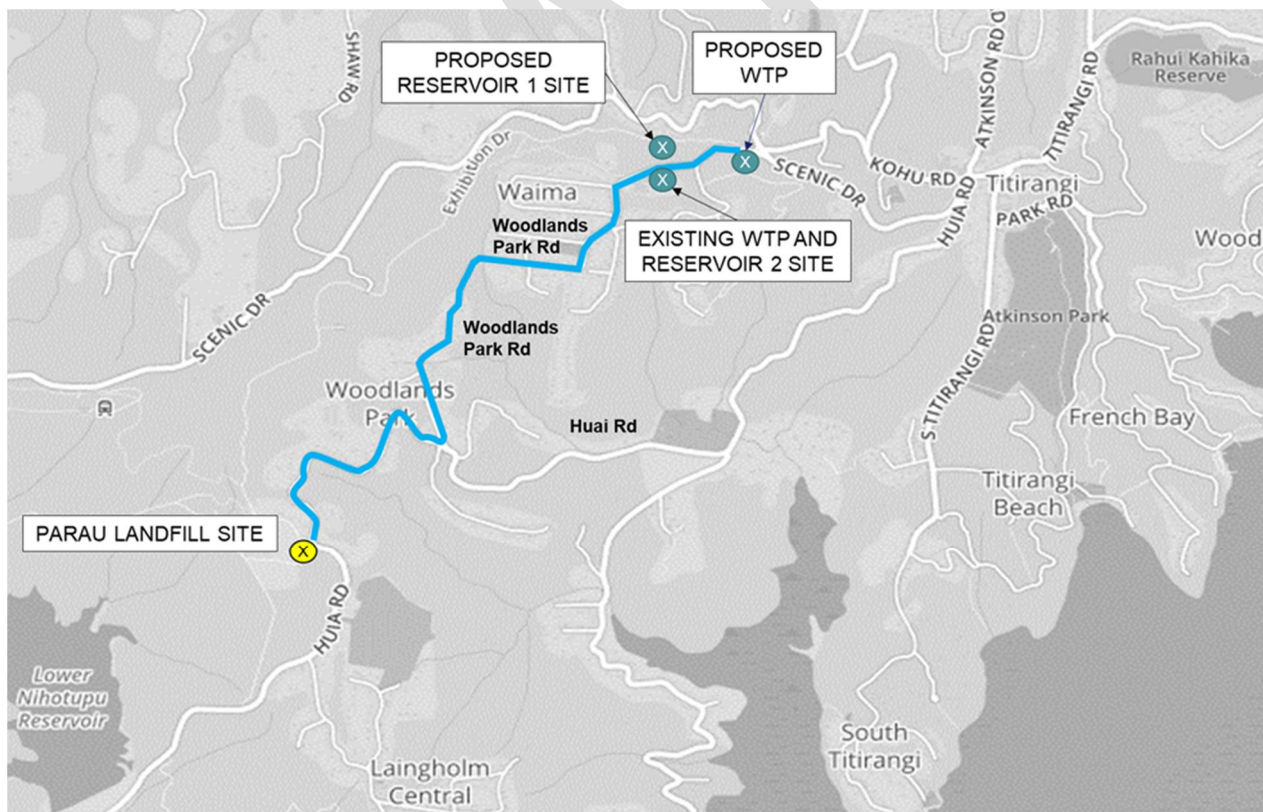 SHAW RD
PROPOSED
RESERVOIR 1 SITE
PROPOSED
WTP
ATKINSON RD
TITIRANGI RD
Rahui Kahika
Reserve
Exhibition Dr
Waima
SCENIC DR
KOHU RD
HUIA RD
Titirangi
PARK RD
Wood
Woodlands
Park Rd
EXISTING WTP AND
RESERVOIR 2 SITE
SCENIC DR
Woodlands
Park Rd
Atkinson Park
S TITIRANGI RD
Woodlands
Park
Huai Rd
French Bay
Titirangi
Beach
PARAU LANDFILL SITE
X
X
X
X
HUIA RD
Lower
Nihotupu
Reservoir
Laingholm
Central
South
Titirangi